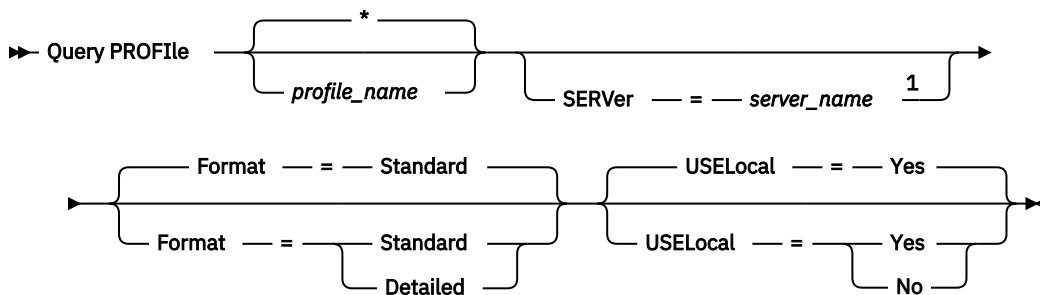 *
Query PROFIle
profile_name
SERVer = server_name 1
Format = Standard
USELocal = Yes
Format = Standard
Detailed
USELocal = Yes
No